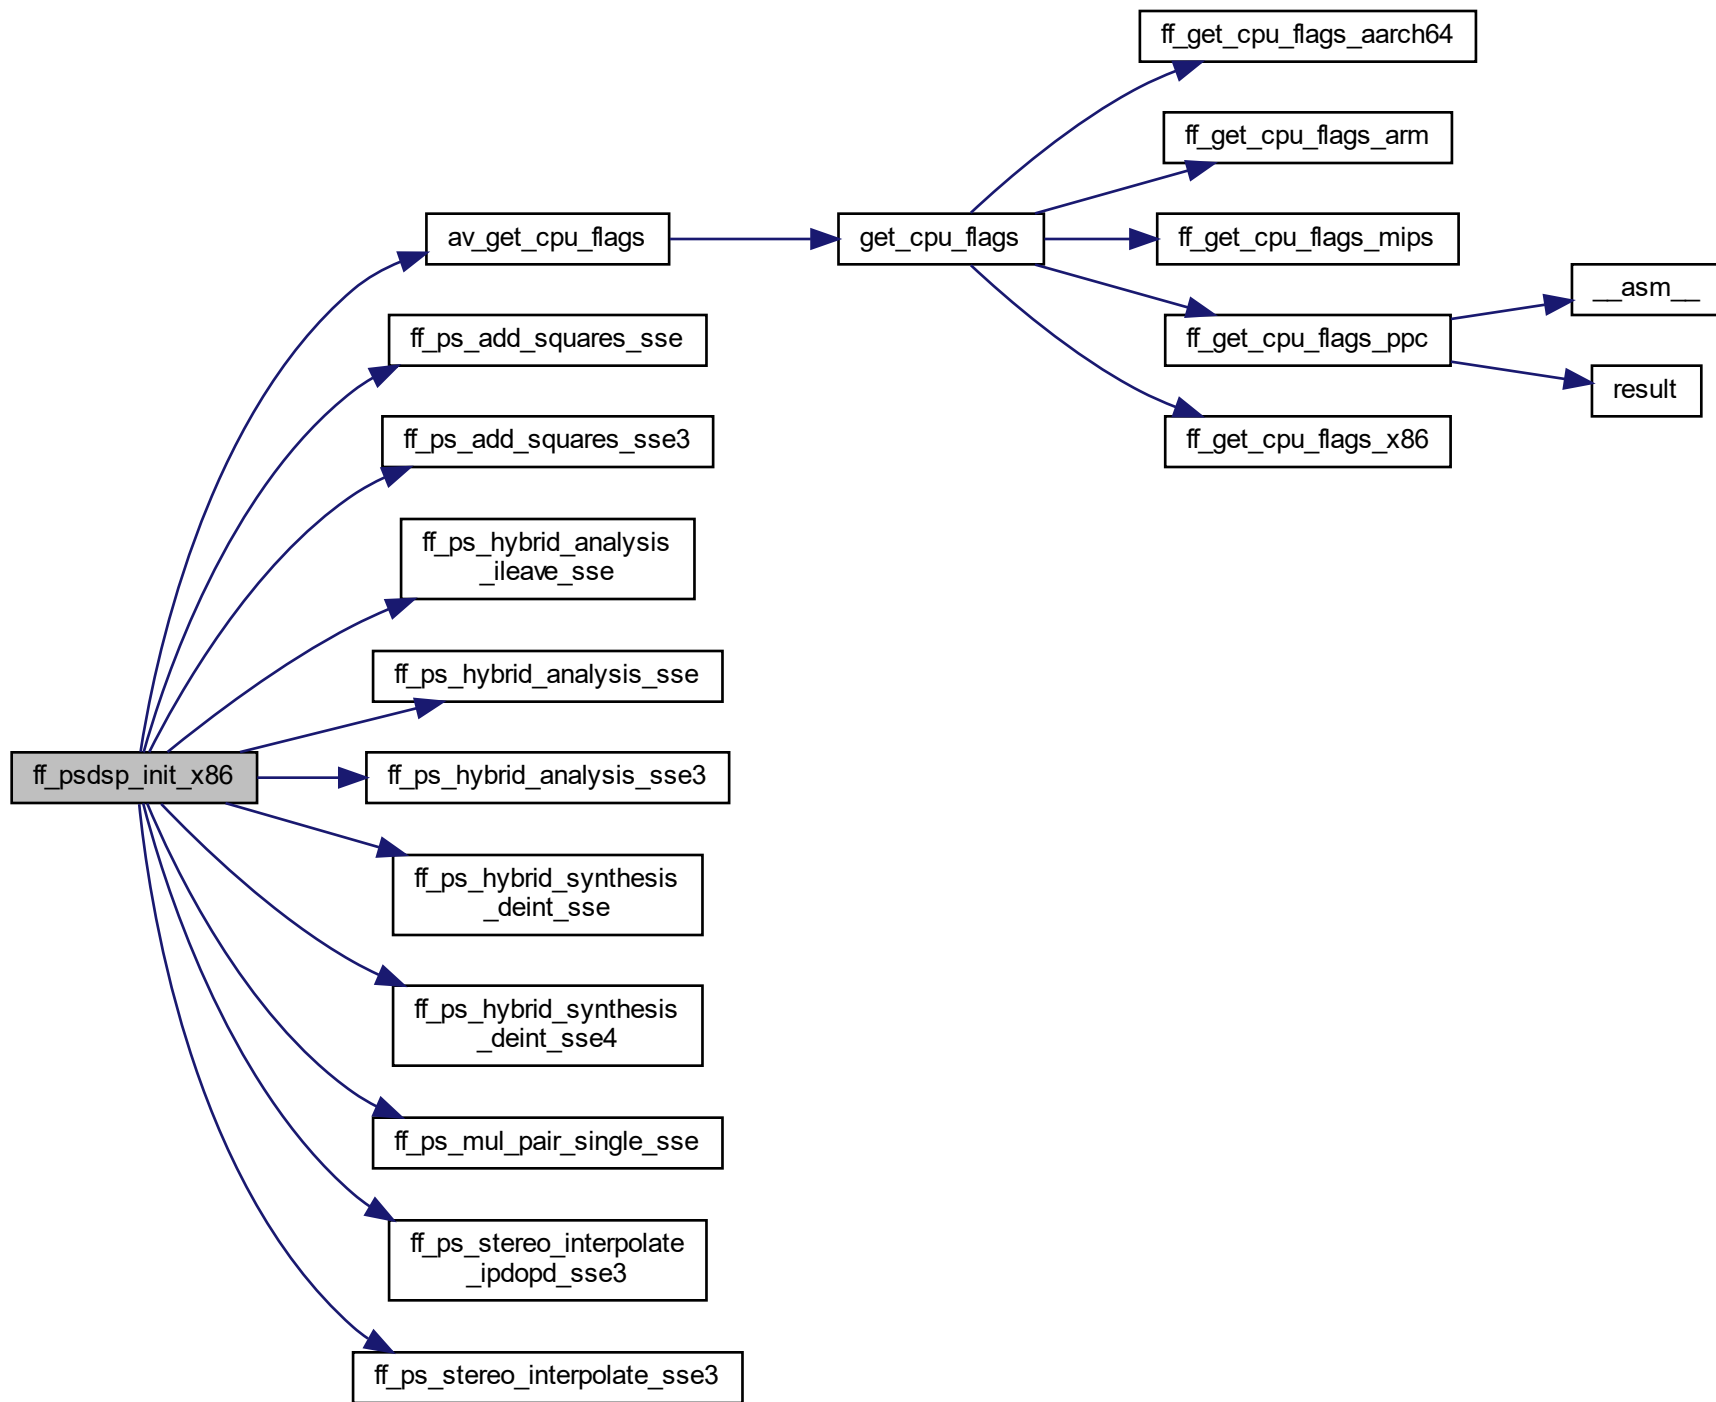 ff_get_cpu_flags_aarch64
ff_get_cpu_flags_arm
av_get_cpu_flags
get_cpu_flags
ff_get_cpu_flags_mips
__asm__
ff_ps_add_squares_sse
ff_get_cpu_flags_ppc
result
ff_ps_add_squares_sse3
ff_get_cpu_flags_x86
ff_ps_hybrid_analysis
_ileave_sse
ff_ps_hybrid_analysis_sse
ff_psdsp_init_x86
ff_ps_hybrid_analysis_sse3
ff_ps_hybrid_synthesis
_deint_sse
ff_ps_hybrid_synthesis
_deint_sse4
ff_ps_mul_pair_single_sse
ff_ps_stereo_interpolate
_ipdopd_sse3
ff_ps_stereo_interpolate_sse3